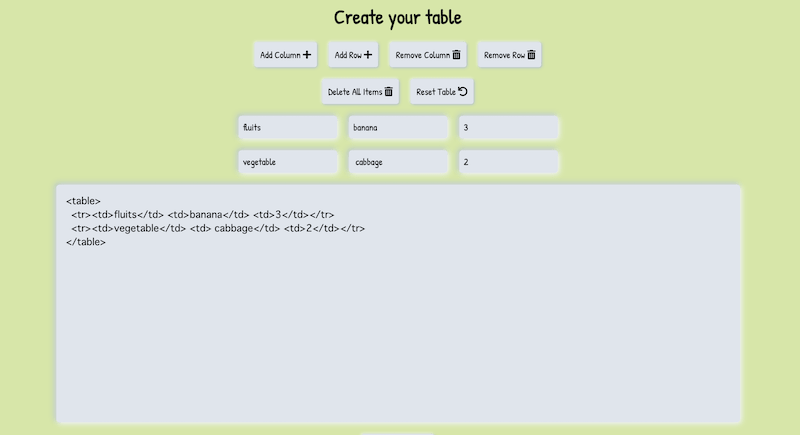 Create your table
Add Column
Add Row
Remove Column
Remove Row
Delete All Items
Reset Table
fluits
banana
3
vegetable
cabbage
2
<table>
  <tr><td>fluits</td> <td>banana</td> <td>3</td></tr>
  <tr><td>vegetable</td> <td> cabbage</td> <td>2</td></tr>
</table>